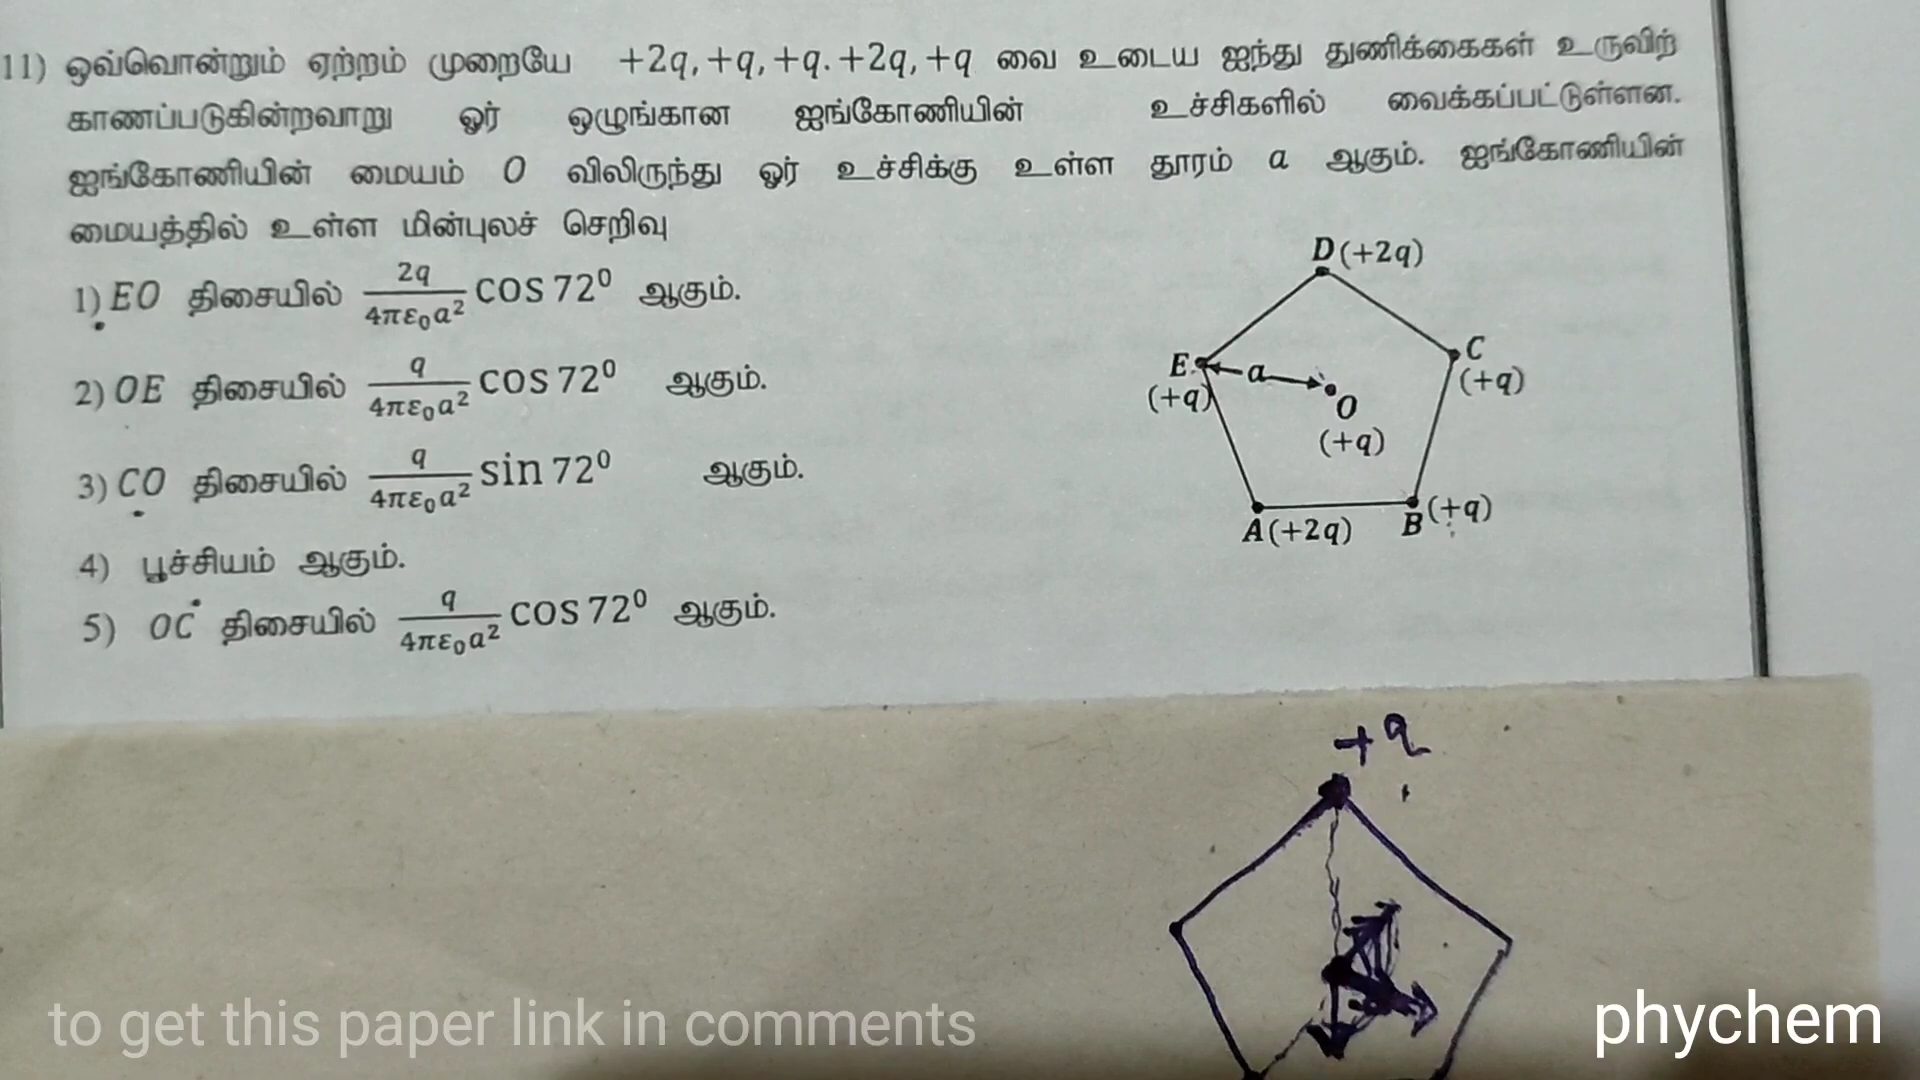 11) ஒவ்வொன்றும் ஏற்றம் முறையே +2q, +q, +q. +2q, +q வை உடைய ஐந்து துணிக்கைகள் உருவிற்
காணப்படுகின்றவாறு ஓர் ஒழுங்கான ஐங்கோணியின் உச்சிகளில் வைக்கப்பட்டுள்ளன.
ஐங்கோணியின் மையம் O விலிருந்து ஓர் உச்சிக்கு உள்ள தூரம் a ஆகும். ஐங்கோணியின்
மையத்தில் உள்ள மின்புலச் செறிவு
1) EO திசையில் 2q/4πε₀a² COS 72⁰ ஆகும்.
2) OE திசையில் q/4πε₀a² COS 72⁰ ஆகும்.
3) CO திசையில் q/4πε₀a² sin 72⁰ ஆகும்.
4) பூச்சியம் ஆகும்.
5) OC திசையில் q/4πε₀a² COS 72⁰ ஆகும்.
D(+2q)
E
(+q)
a
O
(+q)
C
(+q)
A(+2q)
B(+q)
+q
to get this paper link in comments
phychem